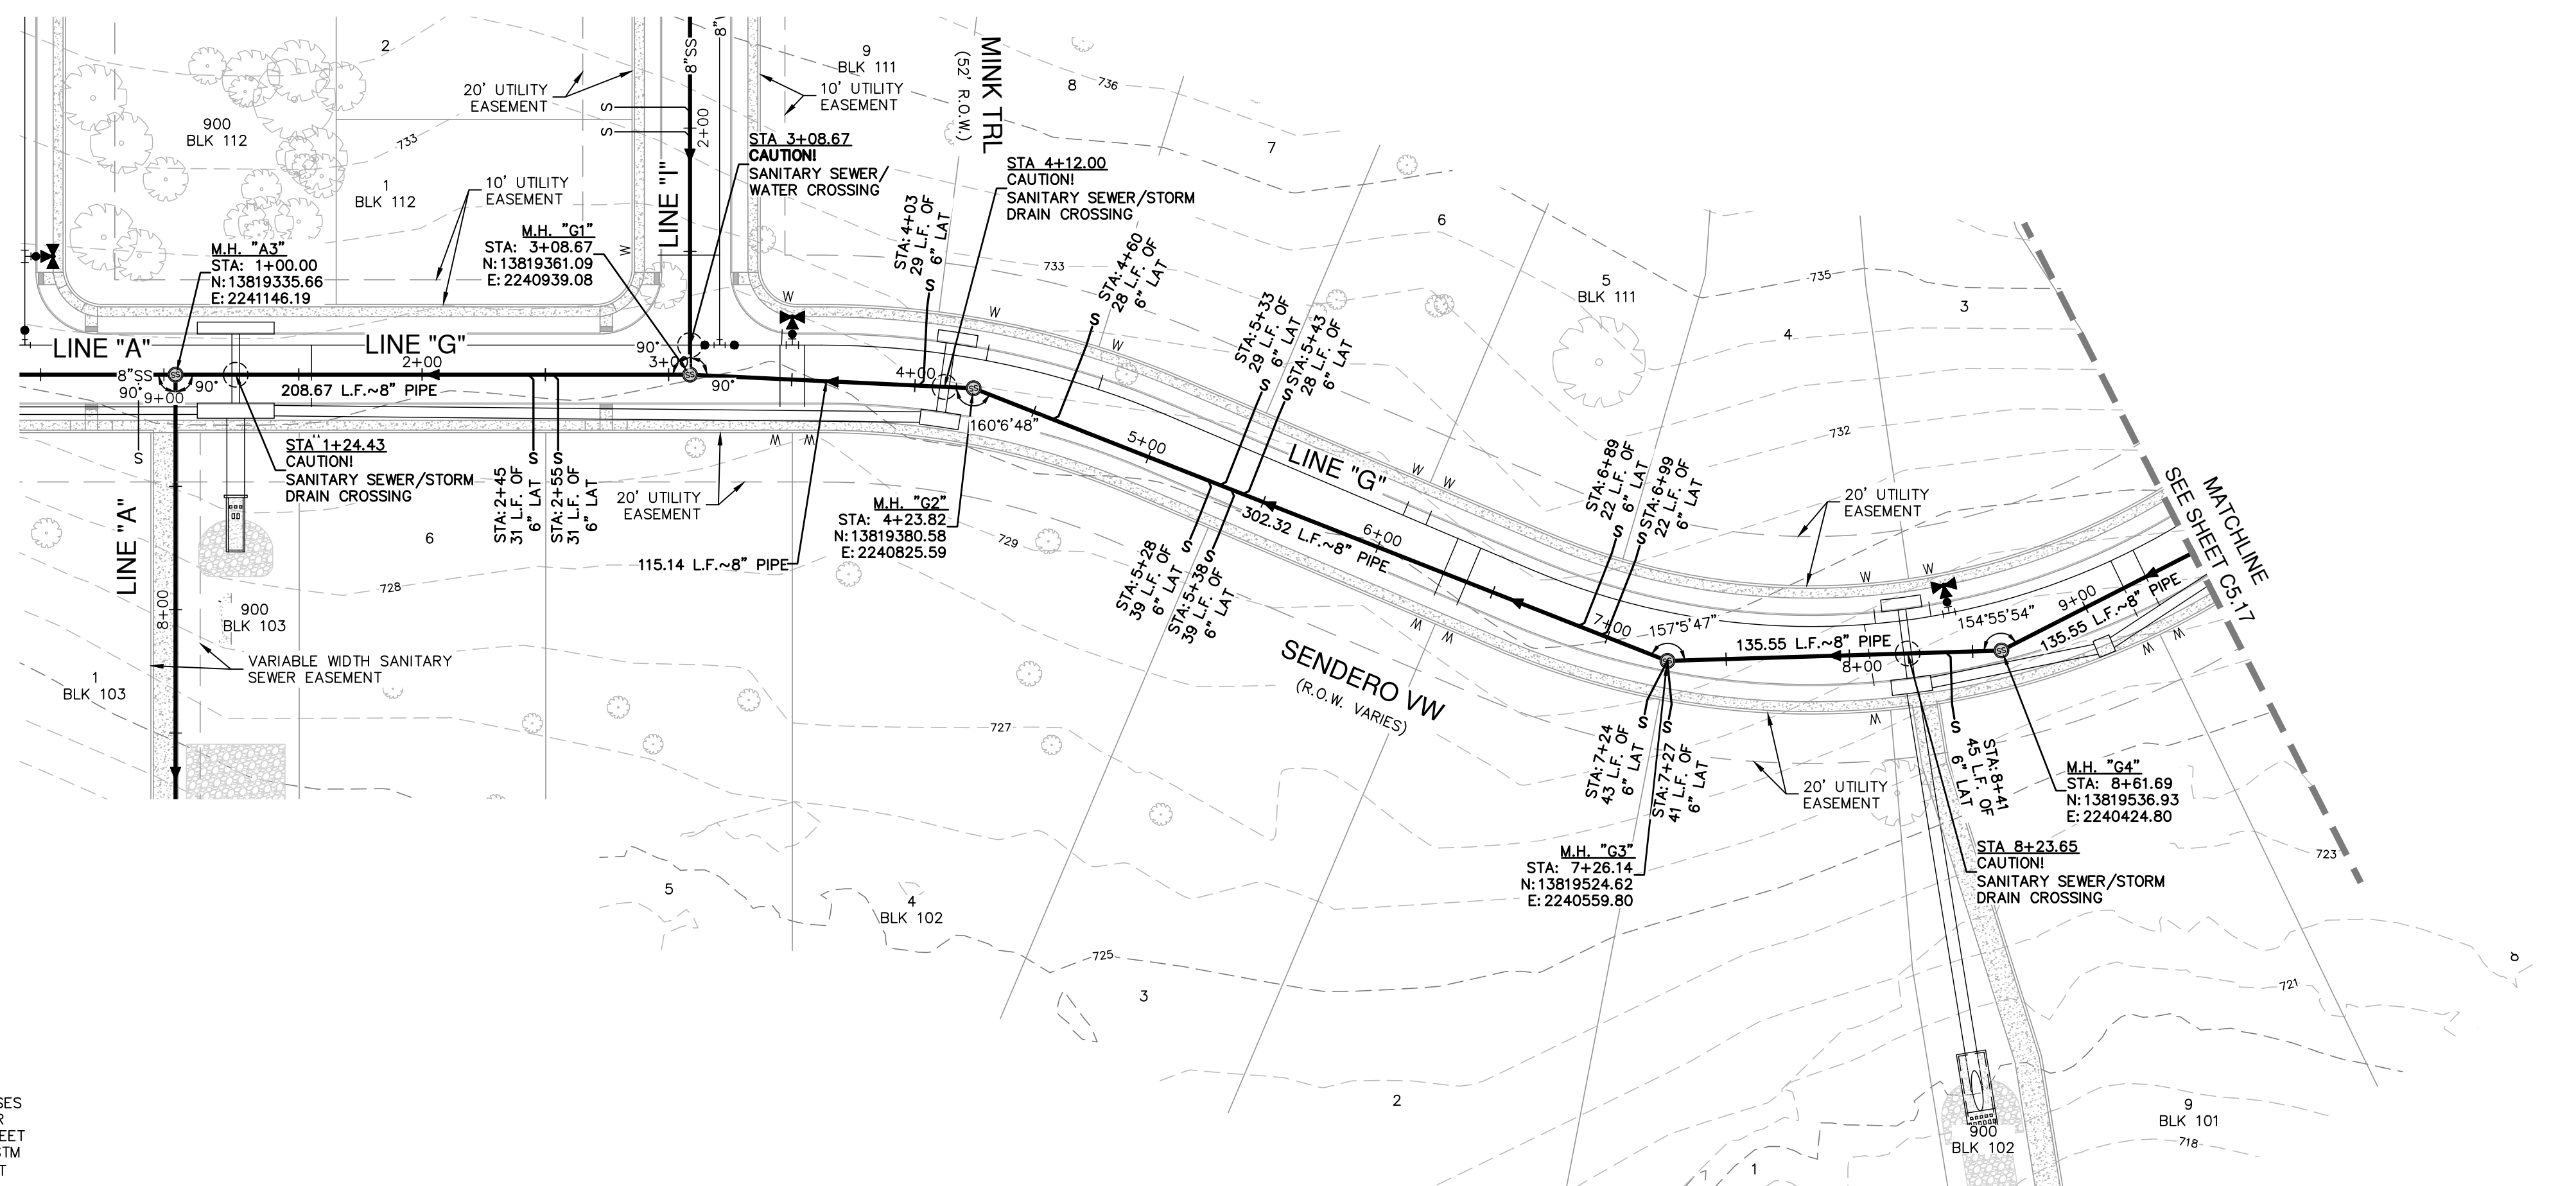 2
20' UTILITY
EASEMENT
8"SS
8"
2+00
S
S
9
BLK 111
10' UTILITY
EASEMENT
MINK TRL
(52' R.O.W.)
8
736
7
6
900
BLK 112
733
1
BLK 112
10' UTILITY
EASEMENT
LINE "I"
W
STA 3+08.67
CAUTION!
SANITARY SEWER/
WATER CROSSING
STA 4+12.00
CAUTION!
SANITARY SEWER/STORM
DRAIN CROSSING
M.H. "A3"
STA: 1+00.00
N:13819335.66
E: 2241146.19
M.H. "G1"
STA: 3+08.67
N:13819361.09
E: 2240939.08
STA:4+03
29 L.F. OF
6" LAT
S
733
STA:4+60
28 L.F. OF
6" LAT
S
STA:5+33
29 L.F. OF
6" LAT
S
STA:5+43
28 L.F. OF
6" LAT
S
5
BLK 111
735
3
4
732
W
W
W
LINE "A"
LINE "G"
2+00
90°
3+00
90°
4+00
8"SS
90°
90°
9+00
208.67 L.F.~8" PIPE
SS
SS
SS
160°6'48"
5+00
LINE "G"
W
W
STA 1+24.43
CAUTION!
SANITARY SEWER/STORM
DRAIN CROSSING
S
LINE "A"
8+00
STA:2+45
31 L.F. OF
6" LAT
S
STA:2+55
31 L.F. OF
6" LAT
S
20' UTILITY
EASEMENT
W
W
6
728
115.14 L.F.~8" PIPE
M.H. "G2"
STA: 4+23.82
N:13819380.58
E: 2240825.59
729
302.32 L.F.~8" PIPE
6+00
STA:5+28
39 L.F. OF
6" LAT
S
STA:5+38
39 L.F. OF
6" LAT
S
STA:6+89
22 L.F. OF
6" LAT
S
STA:6+99
22 L.F. OF
6" LAT
S
20' UTILITY
EASEMENT
MATCHLINE
SEE SHEET C5.17
W
W
7+00
157°5'47"
135.55 L.F.~8" PIPE
8+00
154°55'54"
9+00
135.55 L.F.~8" PIPE
SS
SS
W
W
W
W
W
900
BLK 103
VARIABLE WIDTH SANITARY
SEWER EASEMENT
1
BLK 103
SENDERO VW
(R.O.W. VARIES)
727
STA:7+24
43 L.F. OF
6" LAT
S
STA:7+27
41 L.F. OF
6" LAT
S
20' UTILITY
EASEMENT
STA:8+41
45 L.F. OF
6" LAT
S
M.H. "G4"
STA: 8+61.69
N:13819536.93
E: 2240424.80
M.H. "G3"
STA: 7+26.14
N:13819524.62
E: 2240559.80
STA 8+23.65
CAUTION!
SANITARY SEWER/STORM
DRAIN CROSSING
723
5
4
BLK 102
725
3
721
8
2
9
BLK 101
718
900
BLK 102
1
SES
R
EET
STM
T